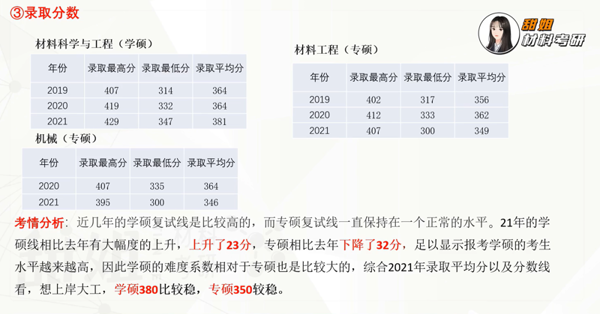 ③录取分数
甜姐
材料考研
材料科学与工程（学硕）
年份 录取最高分 录取最低分 录取平均分
2019 407 314 364
2020 419 332 364
2021 429 347 381
材料工程（专硕）
年份 录取最高分 录取最低分 录取平均分
2019 402 317 356
2020 412 333 362
2021 407 300 349
机械（专硕）
年份 录取最高分 录取最低分 录取平均分
2020 407 335 364
2021 395 300 346
考情分析：近几年的学硕复试线是比较高的，而专硕复试线一直保持在一个正常的水平。21年的学
硕线相比去年有大幅度的上升，上升了23分，专硕相比去年下降了32分，足以显示报考学硕的考生
水平越来越高，因此学硕的难度系数相对于专硕也是比较大的，综合2021年录取平均分以及分数线
看，想上岸大工，学硕380比较稳，专硕350较稳。